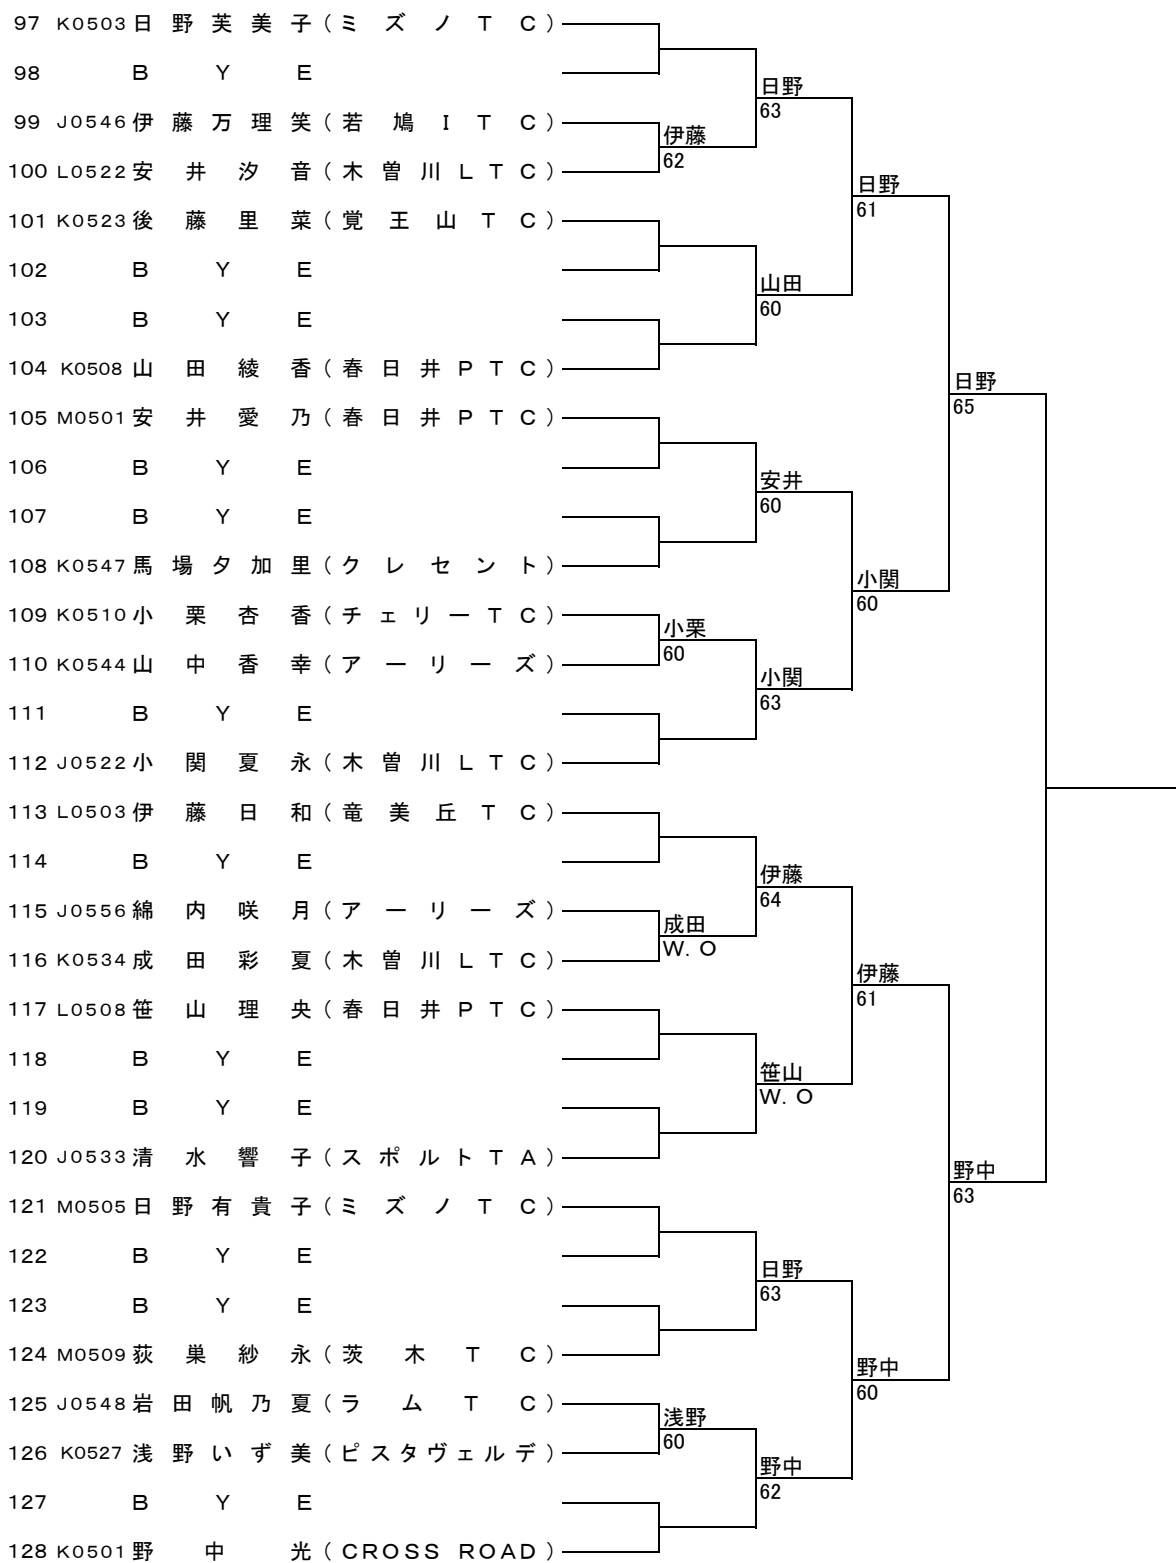 97 K0503 日野芙美子(ミズノTC)
98 BYE
日野
63
99 J0546 伊藤万理笑(若鳩ITC)
伊藤
62
100 L0522 安井汐音(木曽川LTC)
日野
61
101 K0523 後藤里菜(覚王山TC)
102 BYE
山田
60
103 BYE
104 K0508 山田綾香(春日井PTC)
日野
65
105 M0501 安井愛乃(春日井PTC)
106 BYE
安井
60
107 BYE
108 K0547 馬場夕加里(クレセント)
小関
60
109 K0510 小栗杏香(チェリーTC)
小栗
60
110 K0544 山中香幸(アーリーズ)
小関
63
111 BYE
112 J0522 小関夏永(木曽川LTC)
113 L0503 伊藤日和(竜美丘TC)
114 BYE
伊藤
64
115 J0556 綿内咲月(アーリーズ)
成田
W.O
116 K0534 成田彩夏(木曽川LTC)
伊藤
61
117 L0508 笹山理央(春日井PTC)
118 BYE
笹山
W.O
119 BYE
120 J0533 清水響子(スポルトTA)
野中
63
121 M0505 日野有貴子(ミズノTC)
122 BYE
日野
63
123 BYE
124 M0509 荻巣紗永(茨木TC)
野中
60
125 J0548 岩田帆乃夏(ラムTC)
浅野
60
126 K0527 浅野いず美(ピスタヴェルデ)
野中
62
127 BYE
128 K0501 野中光(CROSS ROAD)